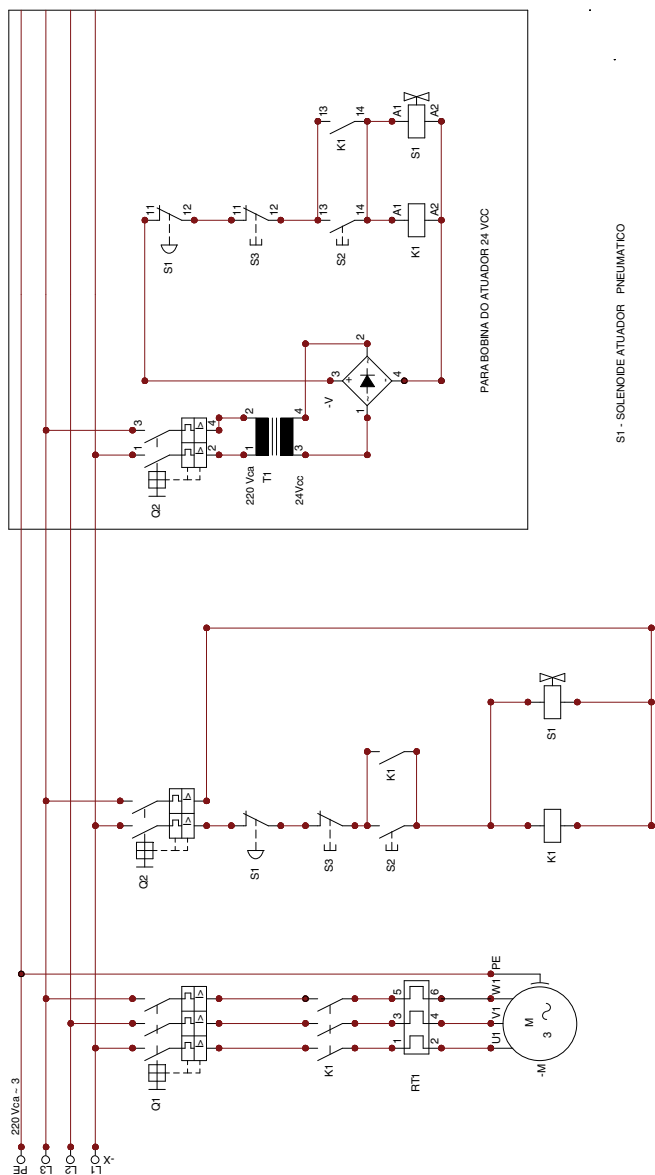 220 Vca ~ 3
PE
L3
L2
L1
-X
Q1
K1
RT1
1
3
5
2
4
6
U1
V1
W1
PE
M
3
-M
Q2
S1
S3
S2
K1
K1
S1
Q2
1
3
2
4
1
2
220 Vca
T1
24Vcc
3
4
-V
3
2
+
~
~
-
1
4
S1
11
12
S3
11
12
S2
13
14
K1
13
14
K1
A1
A2
S1
A1
A2
PARA BOBINA DO ATUADOR 24 VCC
S1 - SOLENOIDE ATUADOR PNEUMATICO